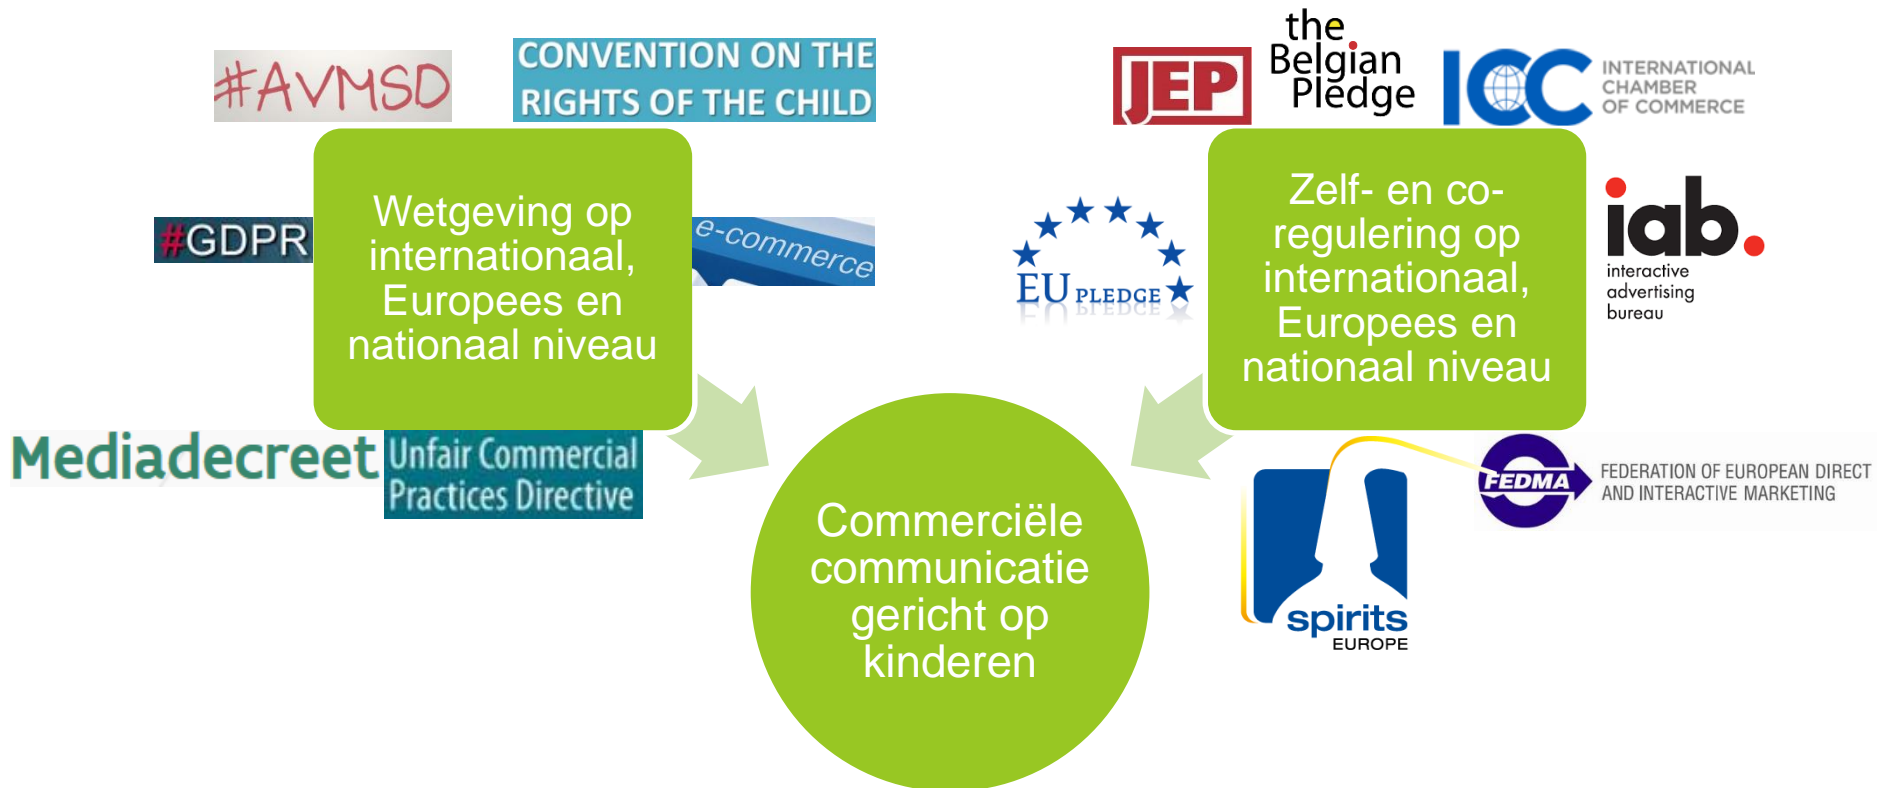 #AVMSD
CONVENTION ON THE
RIGHTS OF THE CHILD
#GDPR
Wetgeving op
internationaal,
Europees en
nationaal niveau
e-commerce
Mediadecreet
Unfair Commercial
Practices Directive
JEP
the
Belgian
Pledge
ICC
INTERNATIONAL
CHAMBER
OF COMMERCE
EU PLEDGE
Zelf- en co-
regulering op
internationaal,
Europees en
nationaal niveau
iab.
interactive
advertising
bureau
spirits
EUROPE
FEDMA
FEDERATION OF EUROPEAN DIRECT
AND INTERACTIVE MARKETING
Commerciële
communicatie
gericht op
kinderen